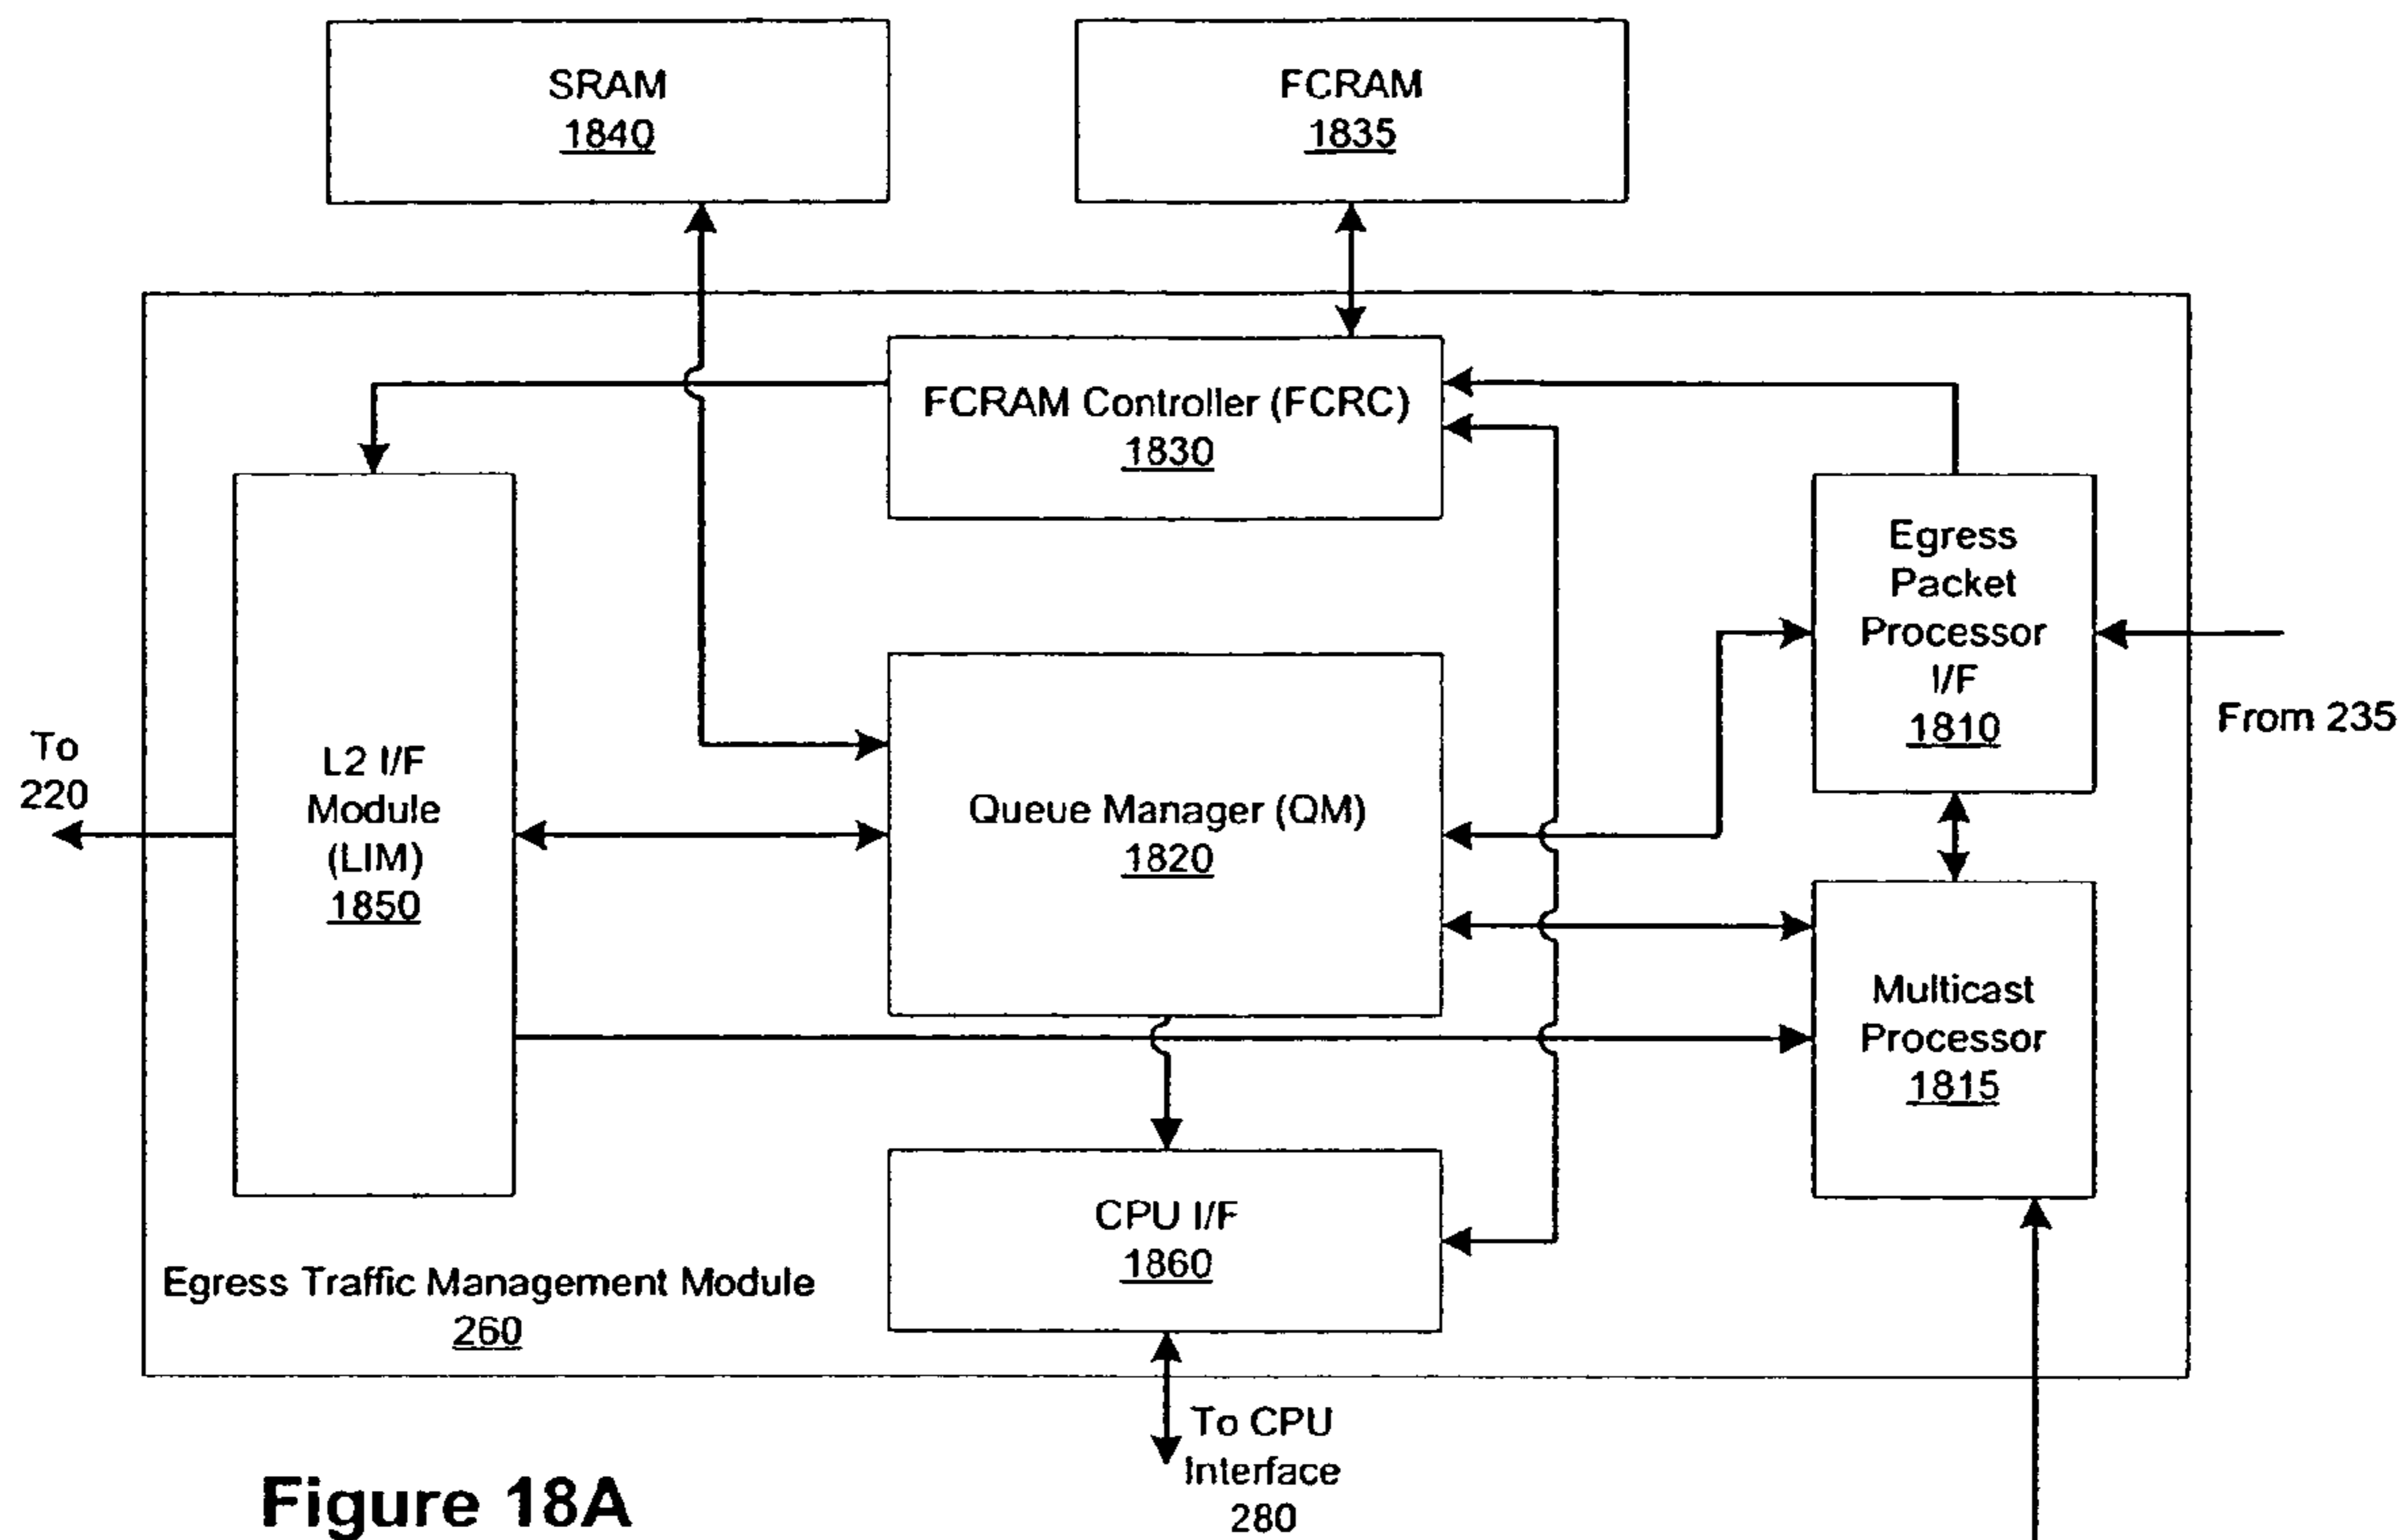 SRAM
1840
FCRAM
1835
FCRAM Controller (FCRC)
1830
Egress
Packet
Processor
I/F
1810
From 235
To
220
L2 I/F
Module
(LIM)
1850
Queue Manager (QM)
1820
Multicast
Processor
1815
CPU I/F
1860
Egress Traffic Management Module
260
To CPU
Interface
280
Figure 18A